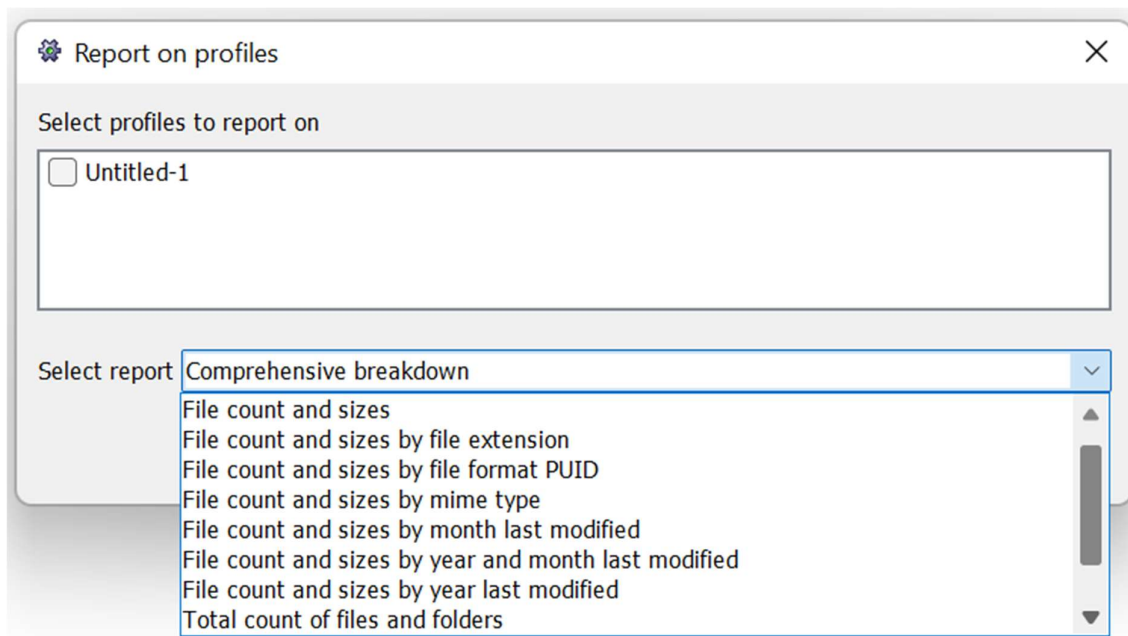 Report on profiles
Select profiles to report on
Untitled-1
Select report Comprehensive breakdown
File count and sizes
File count and sizes by file extension
File count and sizes by file format PUID
File count and sizes by mime type
File count and sizes by month last modified
File count and sizes by year and month last modified
File count and sizes by year last modified
Total count of files and folders